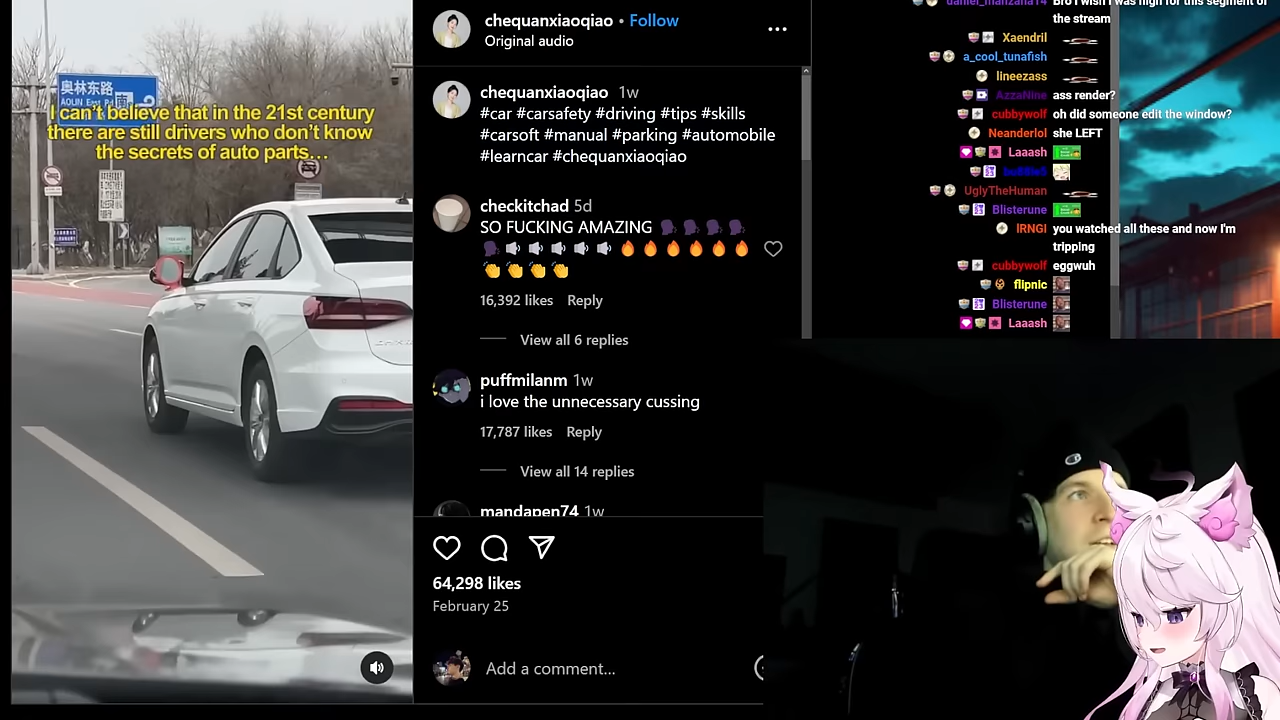 奥林东路
AOLIN East Rd
南
I can't believe that in the 21st century
there are still drivers who don't know
the secrets of auto parts...
chequanxiaoqiao • Follow
Original audio
chequanxiaoqiao 1w
#car #carsafety #driving #tips #skills
#carsoft #manual #parking #automobile
#learncar #chequanxiaoqiao
checkitchad 5d
SO FUCKING AMAZING 🗣🗣🗣🗣
🗣🔈🔈🔈🔈🔈🔥🔥🔥🔥🔥🔥
👏👏👏👏
16,392 likes Reply
View all 6 replies
puffmilanm 1w
i love the unnecessary cussing
17,787 likes Reply
View all 14 replies
mandapen74 1w
64,298 likes
February 25
Add a comment...
daniel_manzana14 Bro I wish I was high for this segment of
the stream
Xaendril
a_cool_tunafish
lineezass
AzzaNine ass render?
cubbywolf oh did someone edit the window?
Neanderlol she LEFT
Laaash
UglyTheHuman
Blisterune
IRNGI you watched all these and now I'm
tripping
cubbywolf eggwuh
flipnic
Blisterune
Laaash